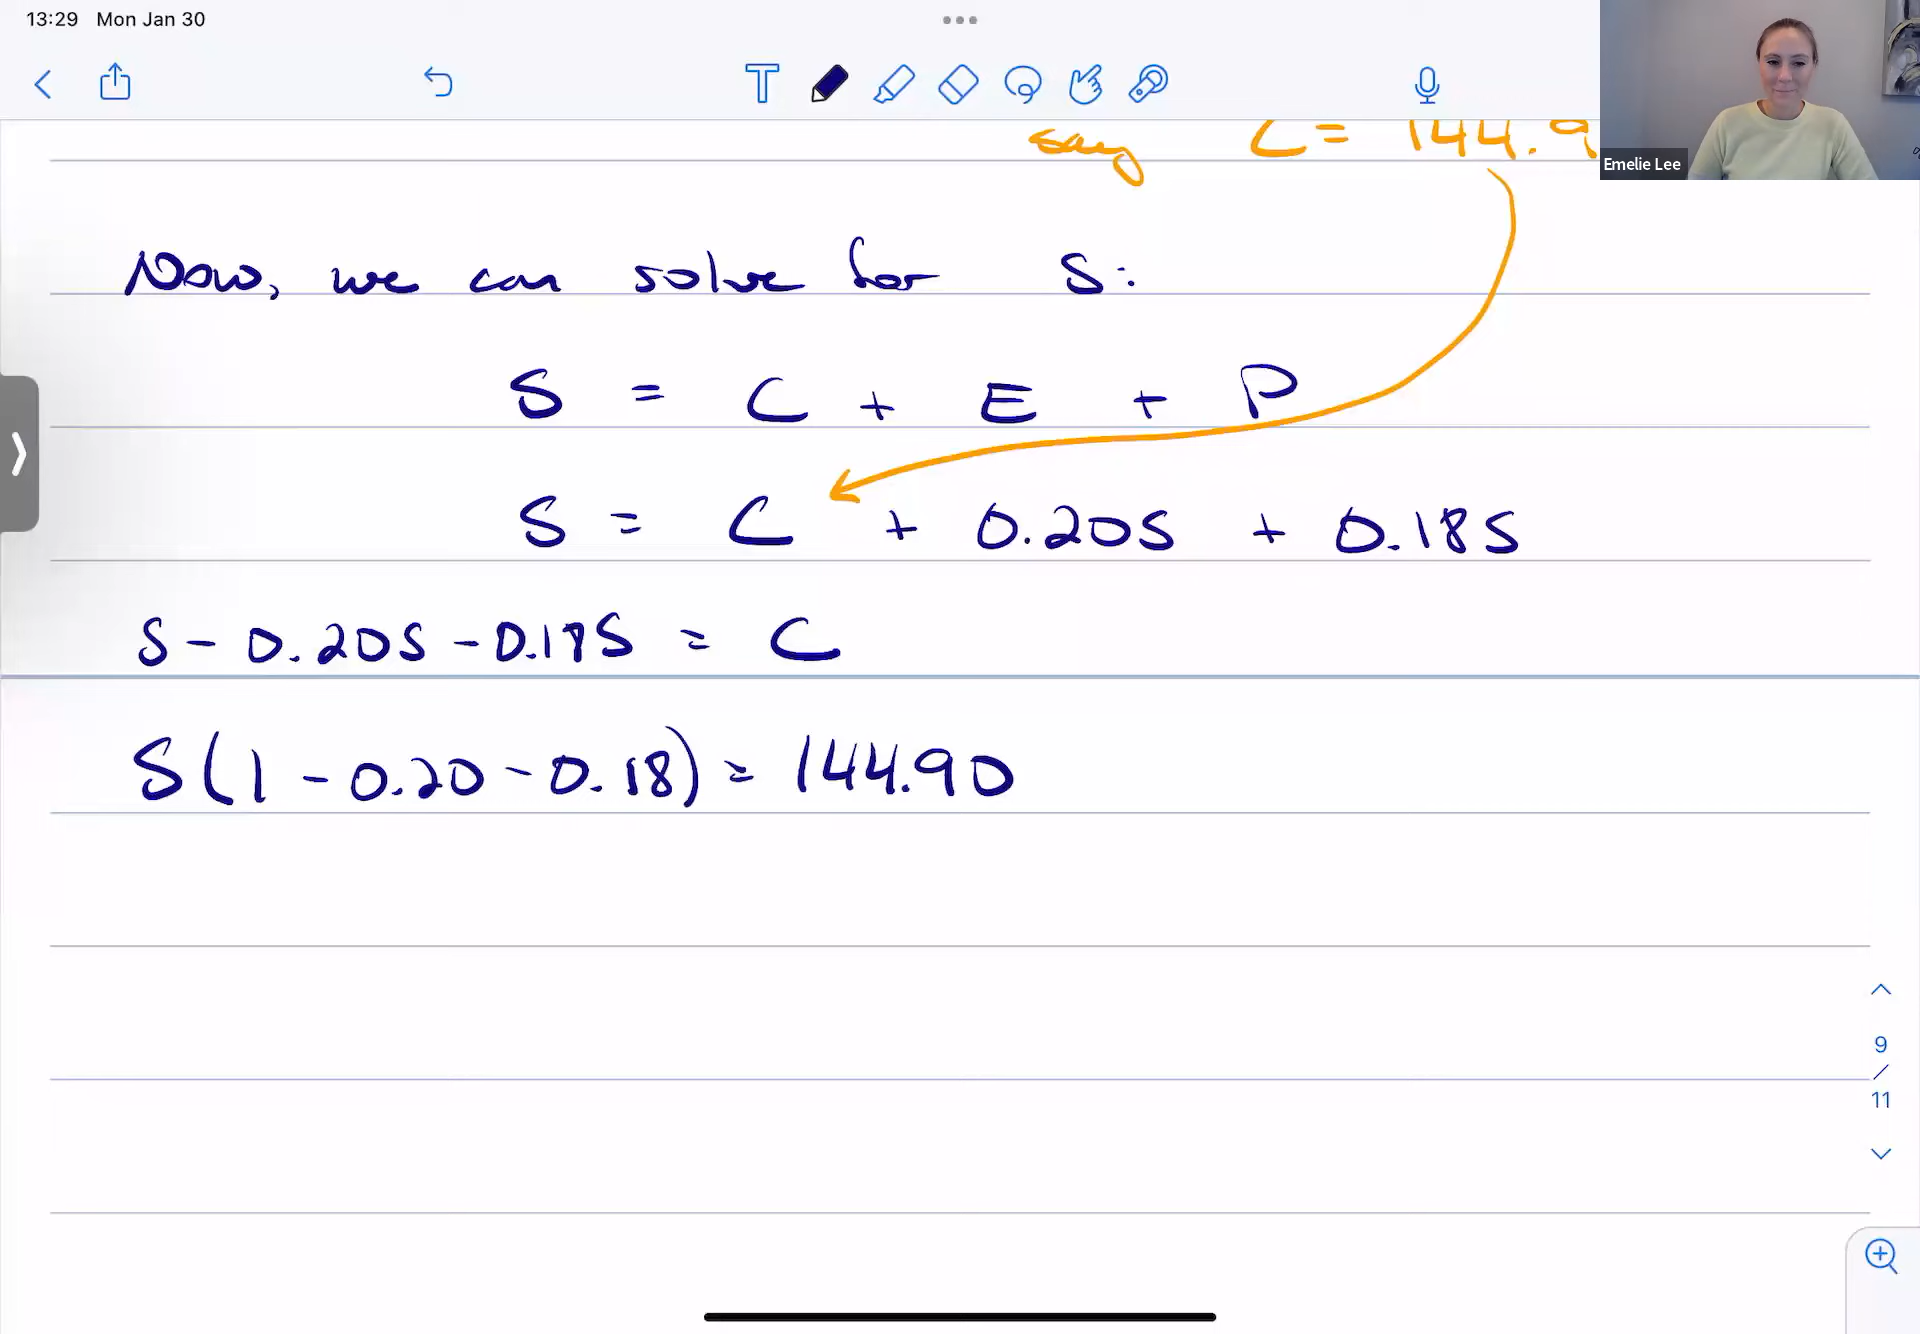 13:29 Mon Jan 30
Emelie Lee
say C = 144.9
Now, we can solve for S:
S = C + E + P
S = C + 0.20S + 0.18S
S - 0.20S - 0.18S = C
S(1 - 0.20 - 0.18) = 144.90
9
/
11